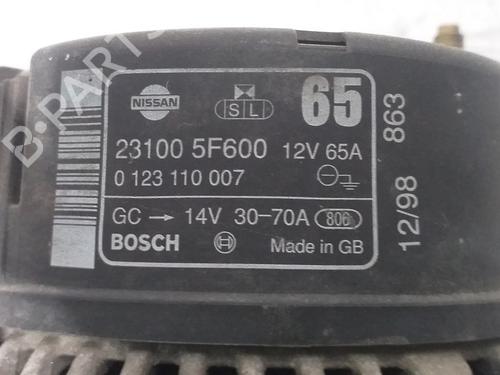 NISSAN
S L
65
23100 5F600 12V 65A
0 123 110 007
GC → 14V 30-70A 806
BOSCH Made in GB
12/98 863
B-PARTS